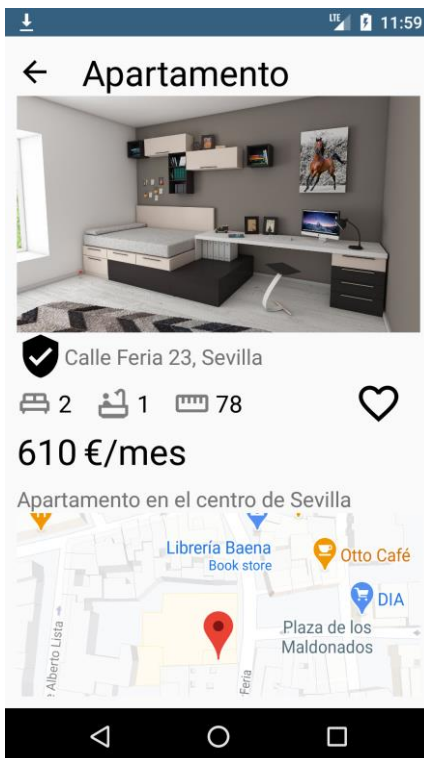 LTE 11:59
Apartamento
Calle Feria 23, Sevilla
2 1 78
610 €/mes
Apartamento en el centro de Sevilla
Librería Baena
Book store
Otto Café
DIA
Plaza de los
Maldonados
Alberto Lista
Feria